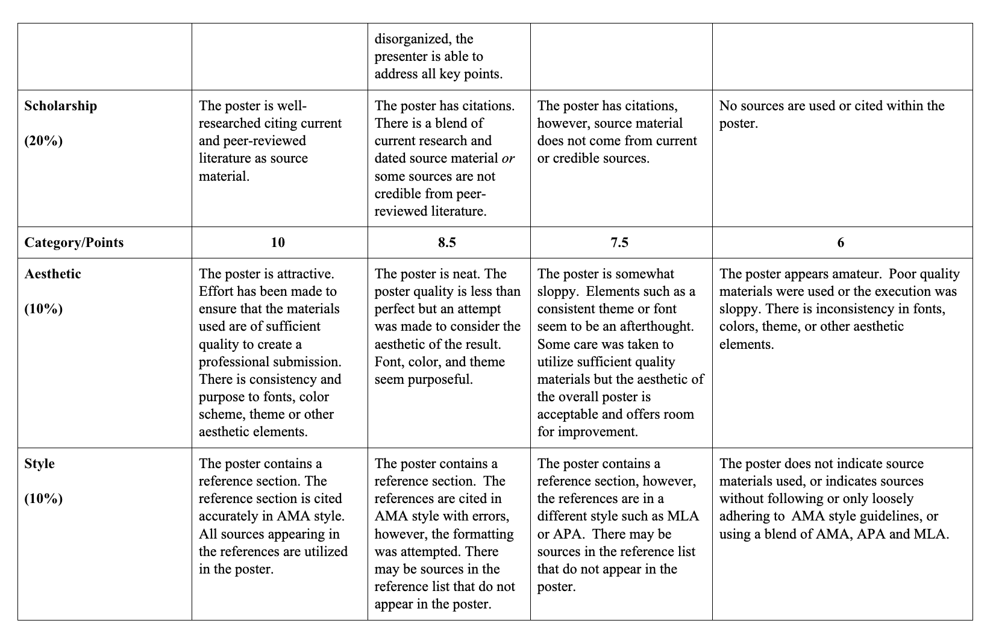 disorganized, the
presenter is able to
address all key points.
Scholarship
(20%)
The poster is well-
researched citing current
and peer-reviewed
literature as source
material.
The poster has citations.
There is a blend of
current research and
dated source material or
some sources are not
credible from peer-
reviewed literature.
The poster has citations,
however, source material
does not come from current
or credible sources.
No sources are used or cited within the
poster.
Category/Points
10
8.5
7.5
6
Aesthetic
(10%)
The poster is attractive.
Effort has been made to
ensure that the materials
used are of sufficient
quality to create a
professional submission.
There is consistency and
purpose to fonts, color
scheme, theme or other
aesthetic elements.
The poster is neat. The
poster quality is less than
perfect but an attempt
was made to consider the
aesthetic of the result.
Font, color, and theme
seem purposeful.
The poster is somewhat
sloppy.  Elements such as a
consistent theme or font
seem to be an afterthought.
Some care was taken to
utilize sufficient quality
materials but the aesthetic of
the overall poster is
acceptable and offers room
for improvement.
The poster appears amateur.  Poor quality
materials were used or the execution was
sloppy. There is inconsistency in fonts,
colors, theme, or other aesthetic
elements.
Style
(10%)
The poster contains a
reference section. The
reference section is cited
accurately in AMA style.
All sources appearing in
the references are utilized
in the poster.
The poster contains a
reference section.  The
references are cited in
AMA style with errors,
however, the formatting
was attempted. There
may be sources in the
reference list that do not
appear in the poster.
The poster contains a
reference section, however,
the references are in a
different style such as MLA
or APA.  There may be
sources in the reference list
that do not appear in the
poster.
The poster does not indicate source
materials used, or indicates sources
without following or only loosely
adhering to  AMA style guidelines, or
using a blend of AMA, APA and MLA.